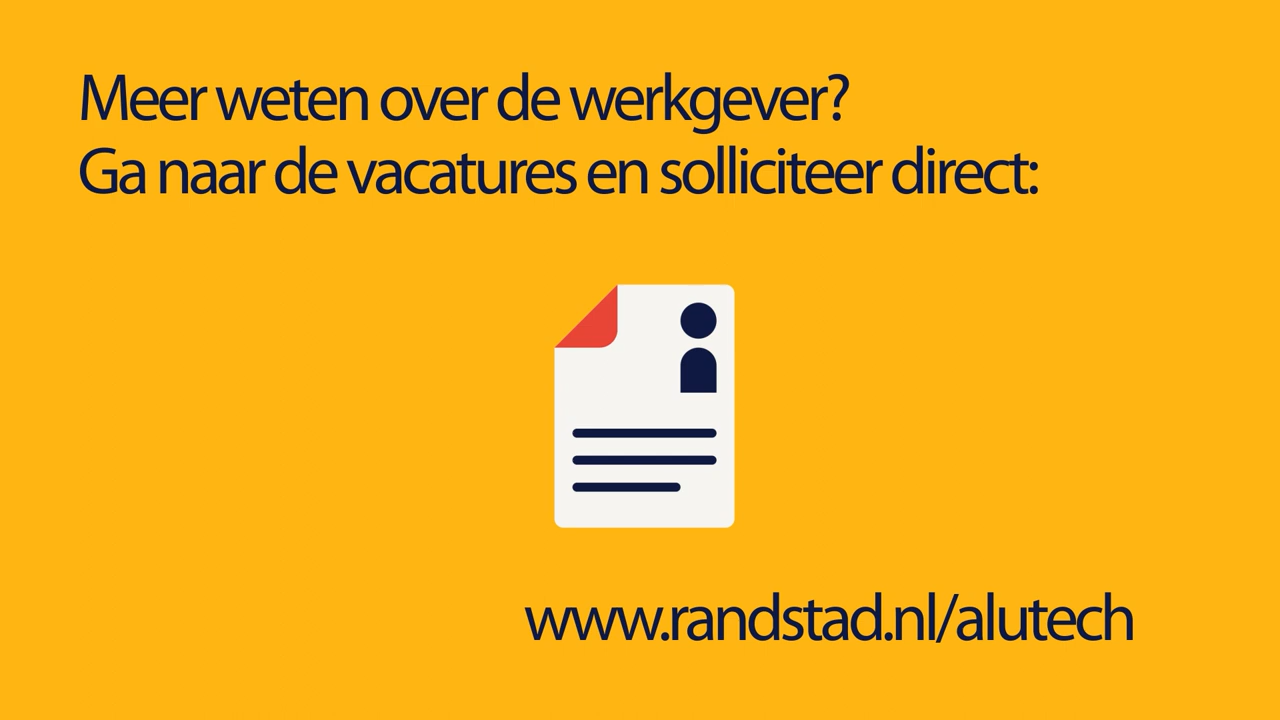 Meer weten over de werkgever?
Ga naar de vacatures en solliciteer direct:
www.randstad.nl/alutech